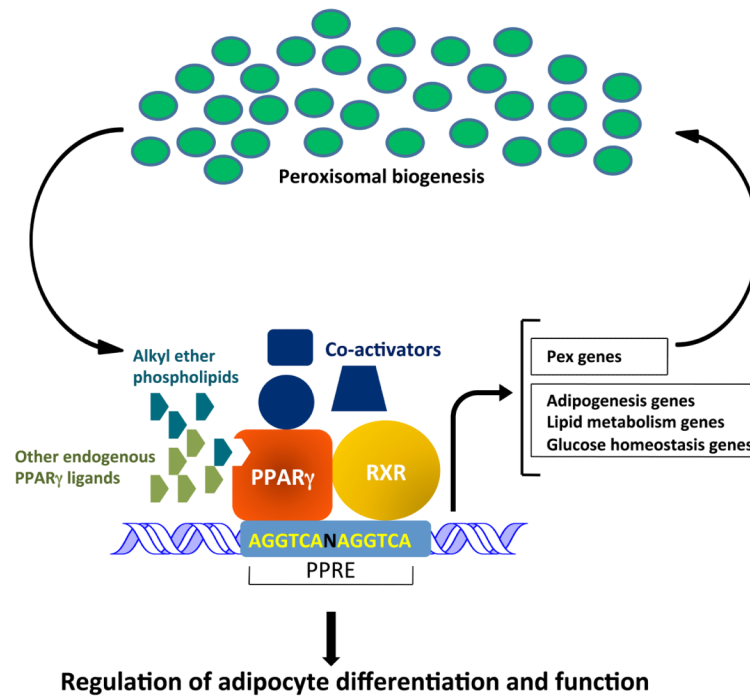 Peroxisomal biogenesis
Alkyl ether
phospholipids
Co-activators
Pex genes
Adipogenesis genes
Lipid metabolism genes
Glucose homeostasis genes
Other endogenous
PPARγ ligands
PPARγ
RXR
AGGTCANAGGTCA
PPRE
Regulation of adipocyte differentiation and function